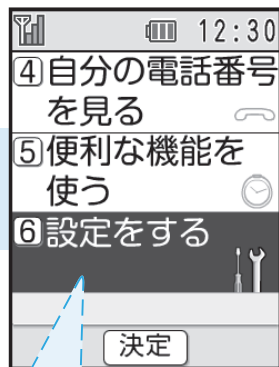 12:30
4 自分の電話番号
を見る
5 便利な機能を
使う
6 設定をする
決定